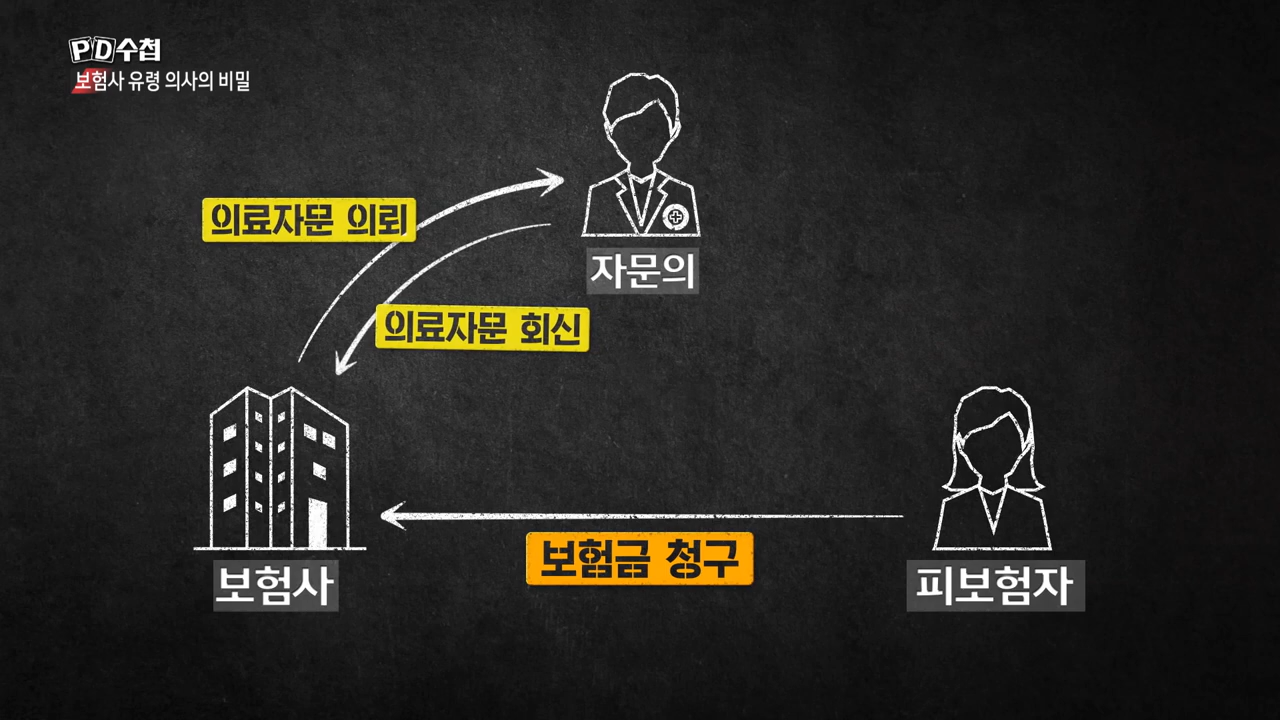 PD수첩
보험사 유령 의사의 비밀
의료자문 의뢰
자문의
의료자문 회신
보험금 청구
보험사
피보험자